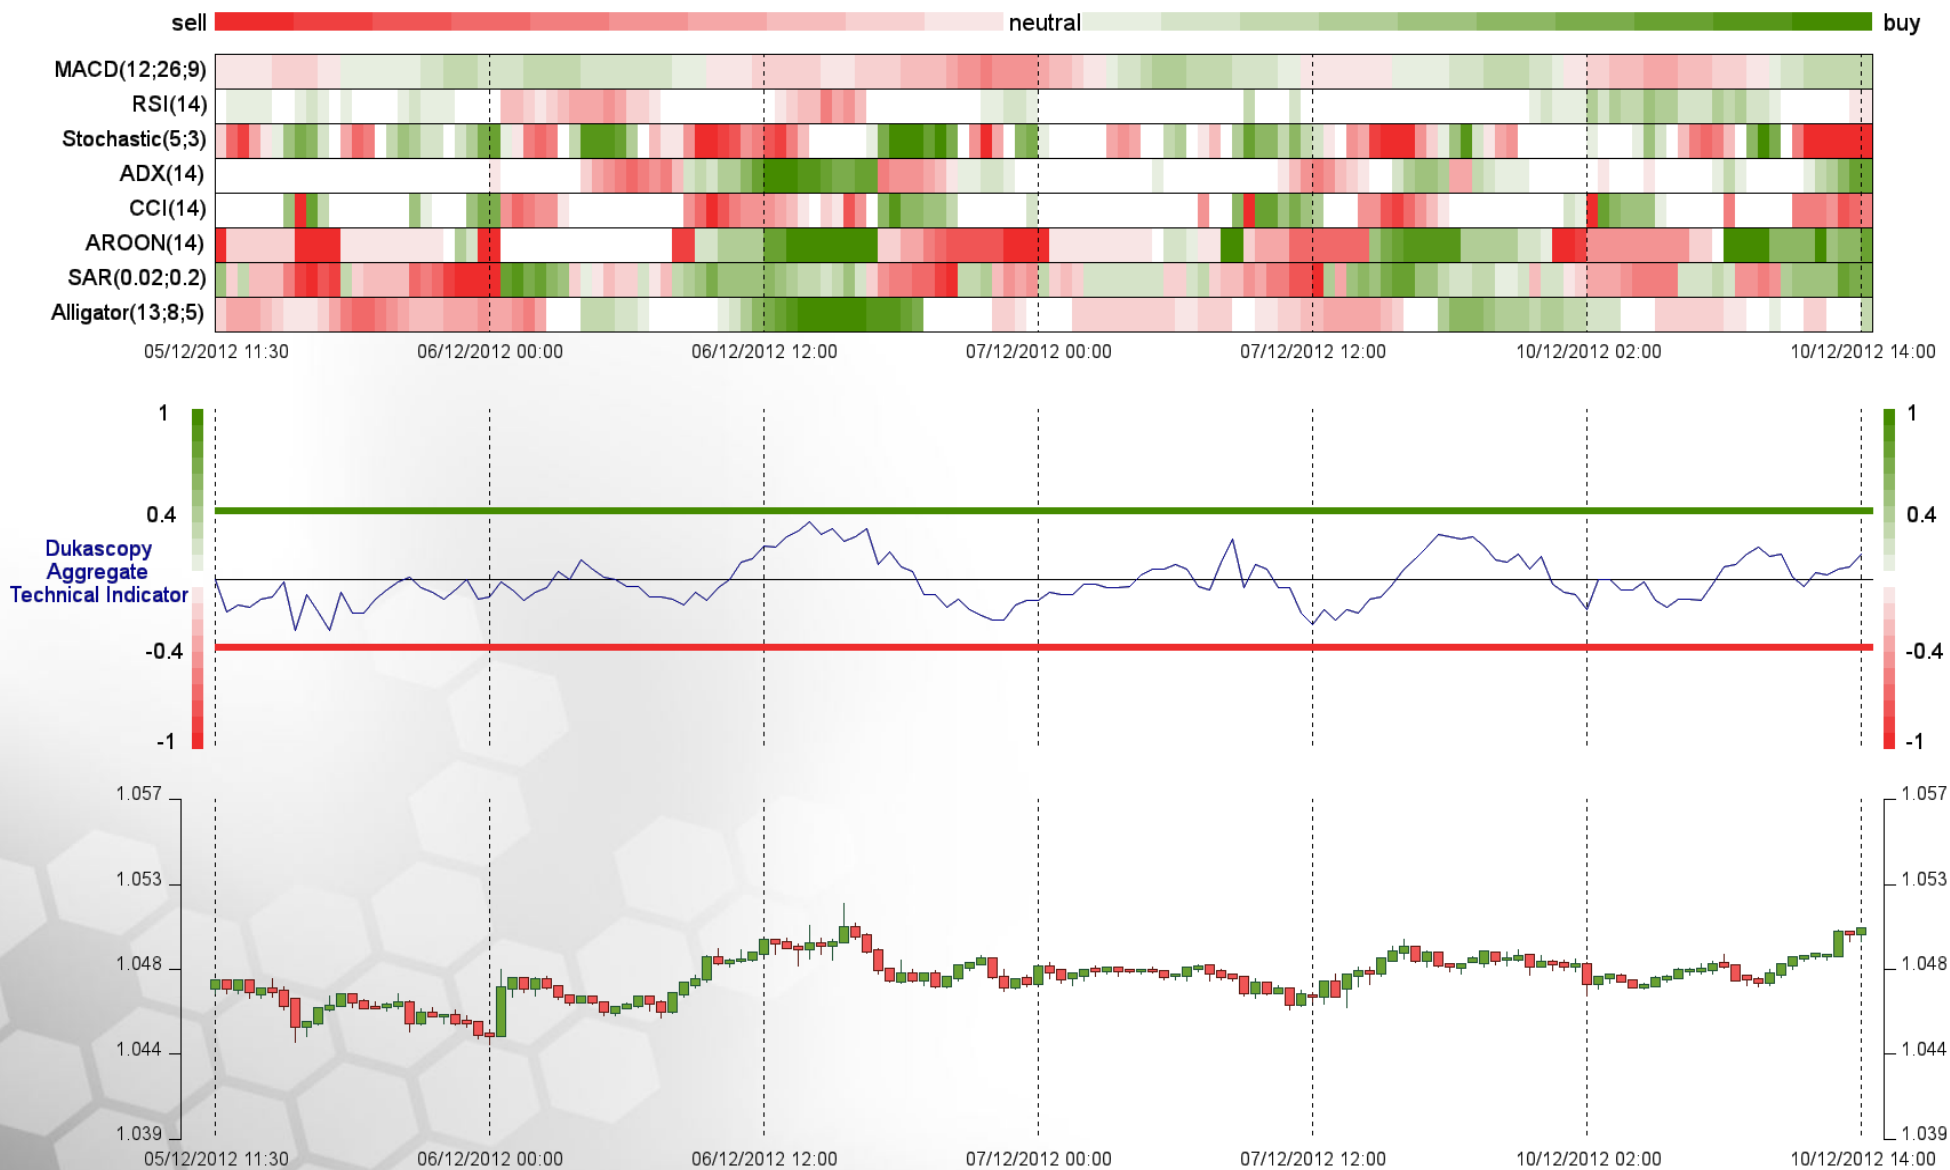 sell neutral buy
MACD(12;26;9)
RSI(14)
Stochastic(5;3)
ADX(14)
CCI(14)
AROON(14)
SAR(0.02;0.2)
Alligator(13;8;5)
05/12/2012 11:30 06/12/2012 00:00 06/12/2012 12:00 07/12/2012 00:00 07/12/2012 12:00 10/12/2012 02:00 10/12/2012 14:00
1 1
0.4 0.4
Dukascopy
Aggregate
Technical Indicator
-0.4 -0.4
-1 -1
1.057 1.057
1.053 1.053
1.048 1.048
1.044 1.044
1.039 1.039
05/12/2012 11:30 06/12/2012 00:00 06/12/2012 12:00 07/12/2012 00:00 07/12/2012 12:00 10/12/2012 02:00 10/12/2012 14:00